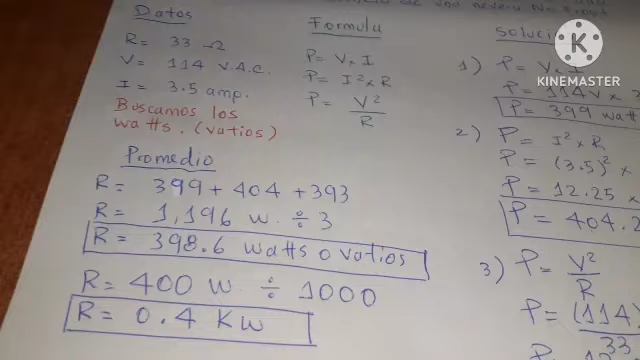 Datos
R= 33 Ω
V= 114 V.A.C.
I= 3.5 amp.
Buscamos los
watts. (vatios)
Formula
P= V x I
P= I² x R
P= V²
R
Promedio
R= 399 + 404 + 393
R= 1,196 w. ÷ 3
R= 398.6 watts o vatios
R= 400 w ÷ 1000
R= 0.4 Kw
1) P= V x I
P= 114V x
P= 399 watt
2) P= I² x R
P= (3.5)² x
P= 12.25 x
P= 404.2
3) P= V²
R
P= (114)
33
KINEMASTER